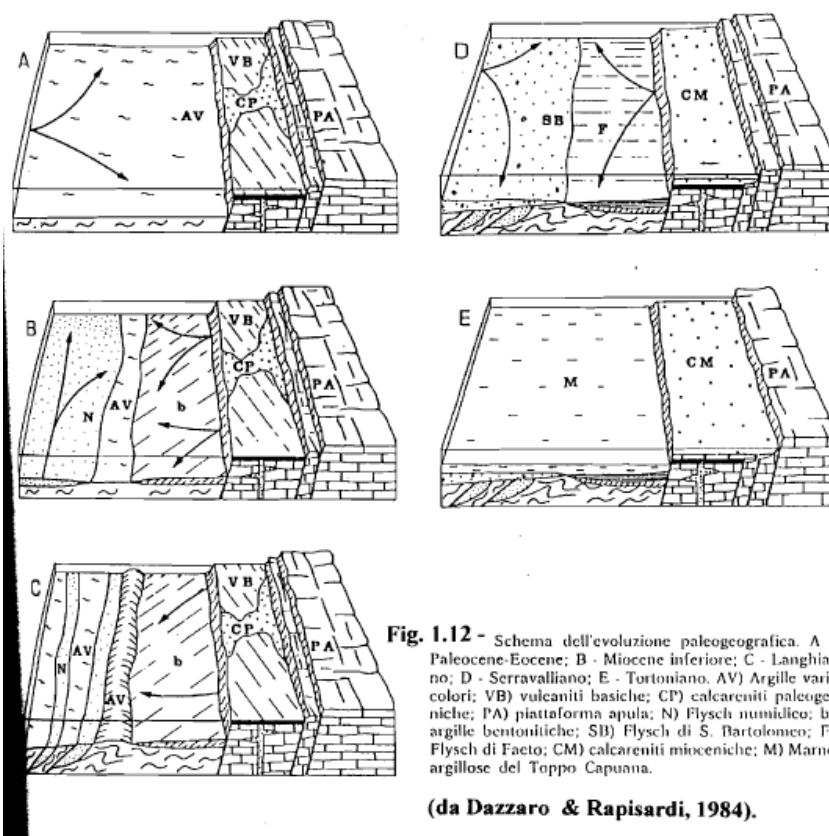 A
VB
CP
AV
PA
D
SB
F
CM
PA
B
VB
CP
N
AV
b
PA
E
M
CM
PA
C
VB
CP
N
AV
AV
b
PA
Fig. 1.12 - Schema dell'evoluzione paleogeografica. A
Paleocene-Eocene; B - Miocene inferiore; C - Langhia-
no; D - Serravalliano; E - Tortoniano. AV) Argille vari-
colori; VB) vulcaniti basiche; CP) calcareniti paleoge-
niche; PA) piattaforma apula; N) Flysch numidico; b
argille bentonitiche; SB) Flysch di S. Bartolomeo; F
Flysch di Faeto; CM) calcareniti mioceniche; M) Marne
argillose del Toppo Capuana.
(da Dazzaro & Rapisardi, 1984).